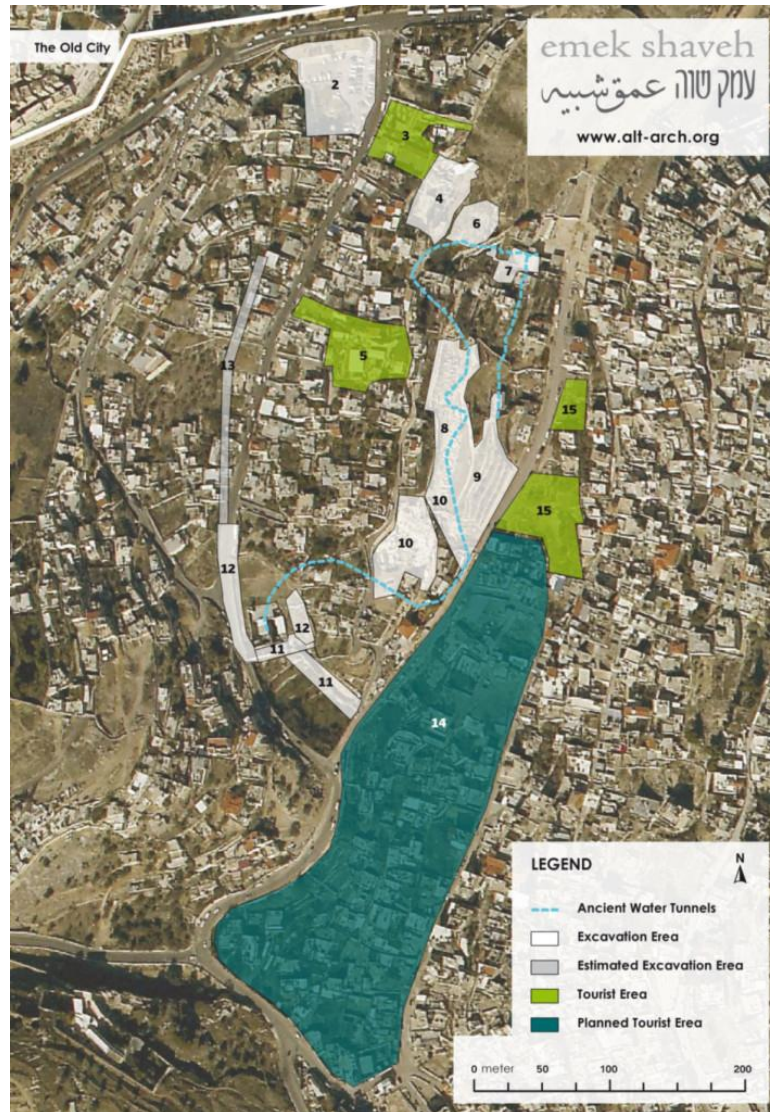 The Old City
emek shaveh
עמק שווה عمق شبيه
www.alt-arch.org
2
3
4
6
7
5
13
15
8
9
10
15
10
12
12
11
11
14
LEGEND
N
Ancient Water Tunnels
Excavation Erea
Estimated Excavation Erea
Tourist Erea
Planned Tourist Erea
0 meter 50 100 200